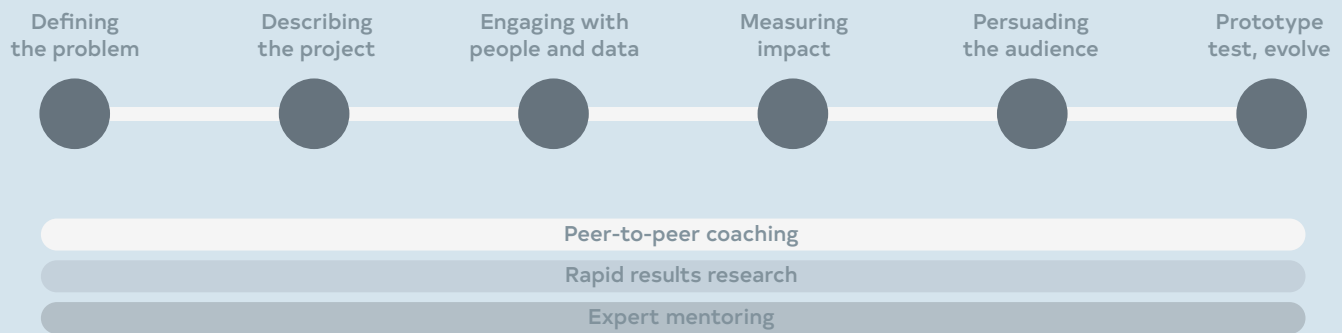 Defining
the problem
Describing
the project
Engaging with
people and data
Measuring
impact
Persuading
the audience
Prototype
test, evolve
Peer-to-peer coaching
Rapid results research
Expert mentoring